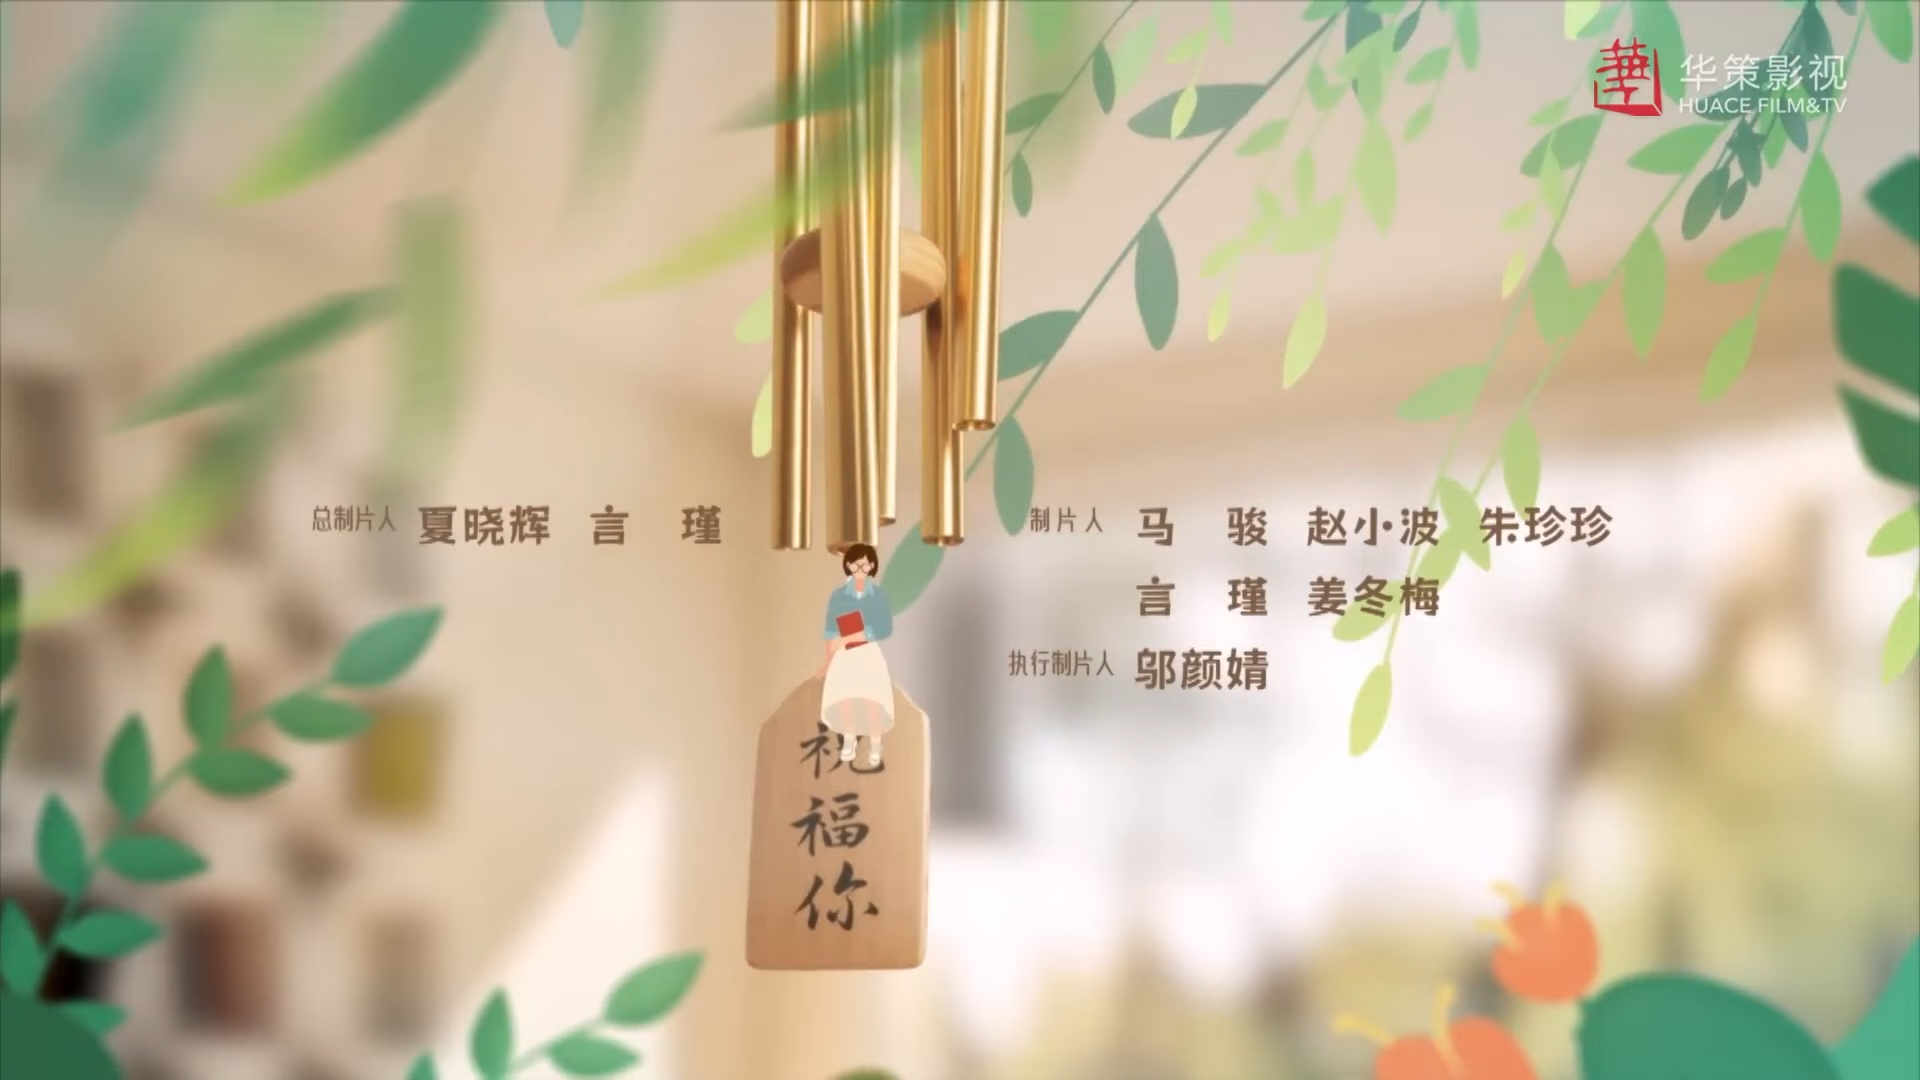 华策影视
HUACE FILM&TV
总制片人 夏晓辉 言 瑾
制片人 马 骏 赵小波 朱珍珍
言 瑾 姜冬梅
执行制片人 邬颜婧
祝
福
你